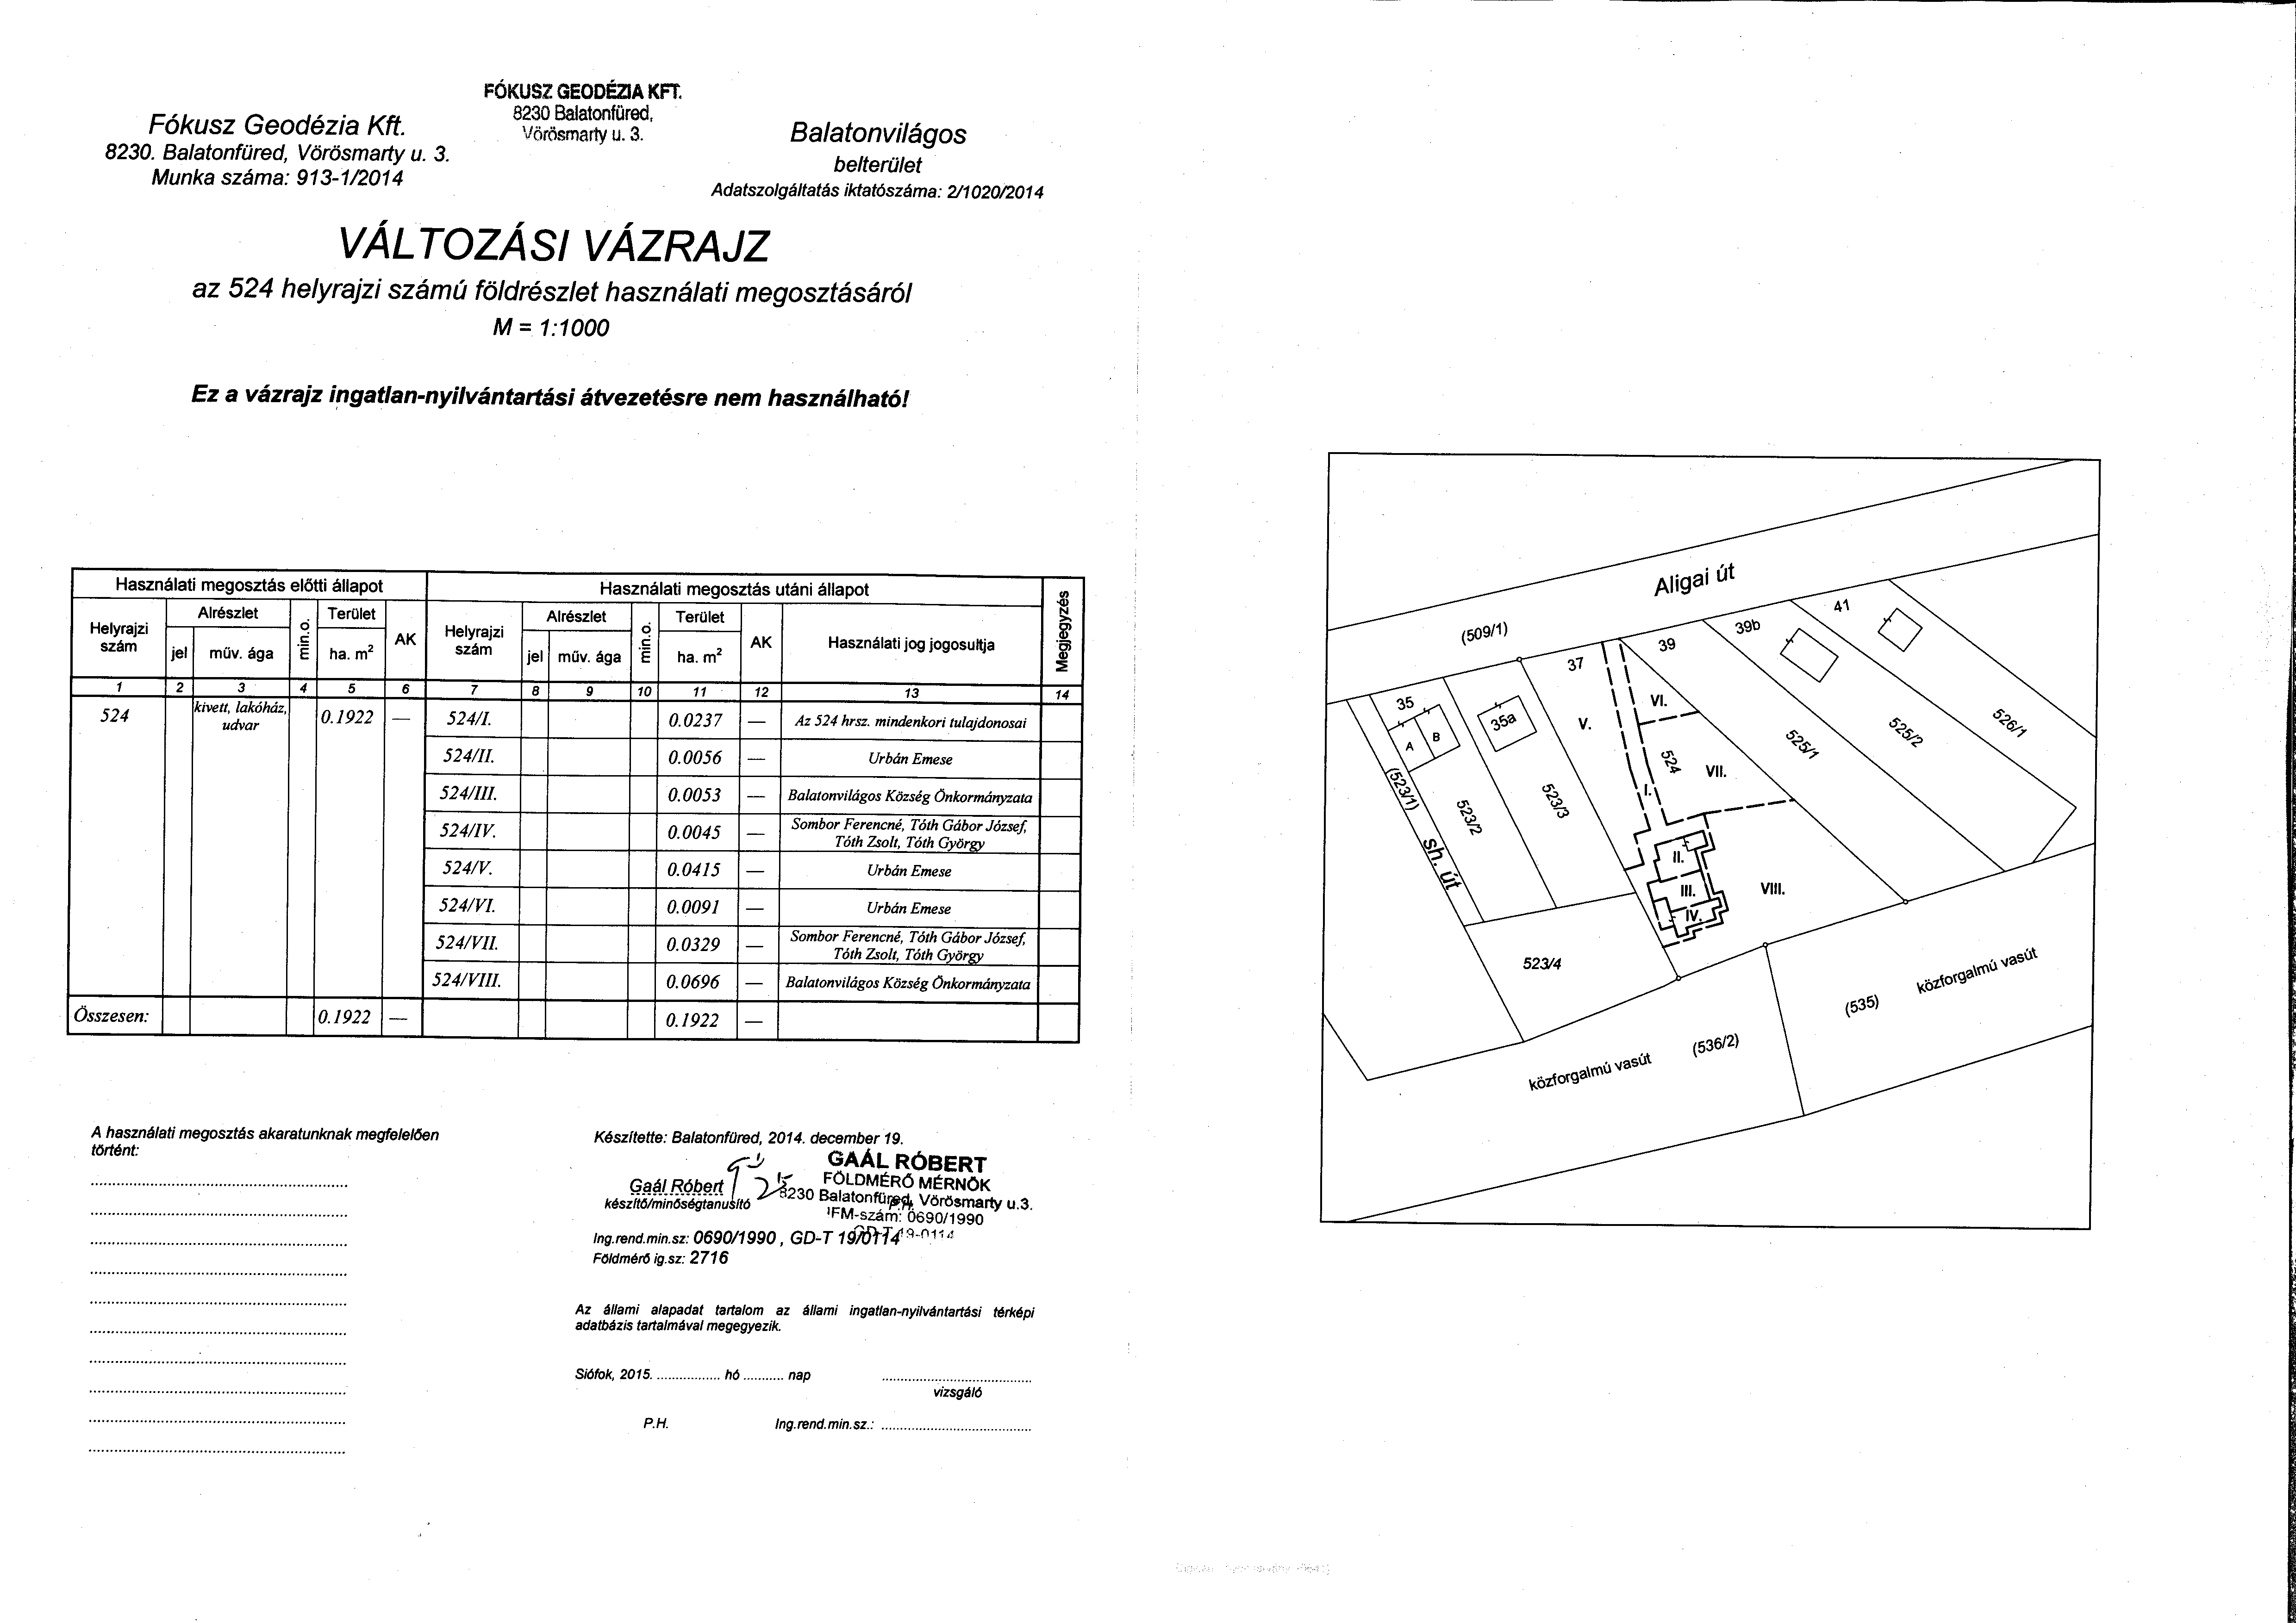 FÓKUSZ GEODÉZIA KFT.
8230 Balatonfüred,
Vörösmarty u. 3.
Fókusz Geodézia Kft.
8230. Balatonfüred, Vörösmarty u. 3.
Munka száma: 913-1/2014
Balatonvilágos
belterület
Adatszolgáltatás iktatószáma: 2/1020/2014
VÁLTOZÁSI VÁZRAJZ
az 524 helyrajzi számú földrészlet használati megosztásáról
M = 1:1000
Ez a vázrajz ingatlan-nyilvántartási átvezetésre nem használható!
Használati megosztás előtti állapot Használati megosztás utáni állapot Megjegyzés
Helyrajzi szám Alrészlet min.o. Terület AK Helyrajzi szám Alrészlet min.o. Terület AK Használati jog jogosultja
jel műv. ága ha. m² jel műv. ága ha. m²
1 2 3 4 5 6 7 8 9 10 11 12 13 14
524 kivett, lakóház, udvar 0.1922 — 524/I. 0.0237 — Az 524 hrsz. mindenkori tulajdonosai
524/II. 0.0056 — Urbán Emese
524/III. 0.0053 — Balatonvilágos Község Önkormányzata
524/IV. 0.0045 — Sombor Ferencné, Tóth Gábor József,
Tóth Zsolt, Tóth György
524/V. 0.0415 — Urbán Emese
524/VI. 0.0091 — Urbán Emese
524/VII. 0.0329 — Sombor Ferencné, Tóth Gábor József,
Tóth Zsolt, Tóth György
524/VIII. 0.0696 — Balatonvilágos Község Önkormányzata
Összesen: 0.1922 — 0.1922 —
A használati megosztás akaratunknak megfelelően
történt:
Készítette: Balatonfüred, 2014. december 19.
Gaál Róbert
készítő/minőségtanusító
GAÁL RÓBERT
FÖLDMÉRŐ MÉRNÖK
8230 Balatonfüred, Vörösmarty u.3.
P.H.
IFM-szám: 0690/1990
Ing.rend.min.sz: 0690/1990 , GD-T 19/0114
Földmérő ig.sz: 2716
Az állami alapadat tartalom az állami ingatlan-nyilvántartási térképi
adatbázis tartalmával megegyezik.
Siófok, 2015. .................. hó ........... nap
vizsgáló
P.H. Ing.rend.min.sz.: ........................................
Aligai út
(509/1)
35
A
B
35a
37
39
39b
41
(523/1)
sh. út
523/2
523/3
523/4
V.
VI.
524
VII.
I.
II.
III.
IV.
VIII.
525/1
525/2
526/1
közforgalmú vasút
(536/2)
(535)
közforgalmú vasút